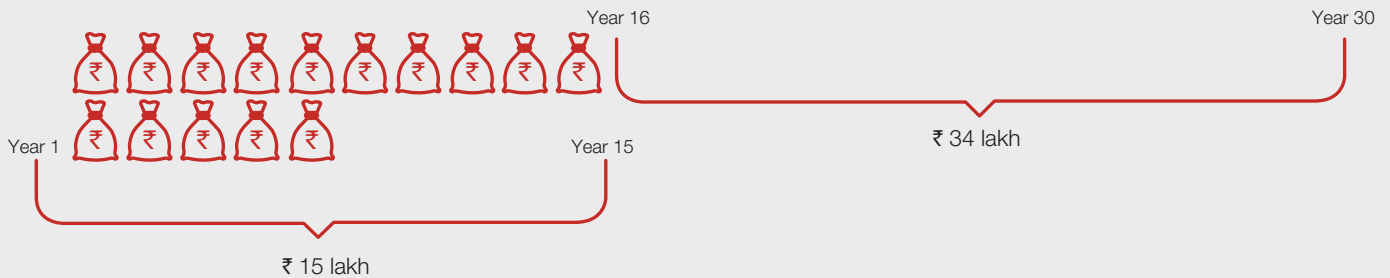 Year 16
Year 30
₹ ₹ ₹ ₹ ₹ ₹ ₹ ₹ ₹ ₹
₹ ₹ ₹ ₹ ₹
Year 1
Year 15
₹ 34 lakh
₹ 15 lakh